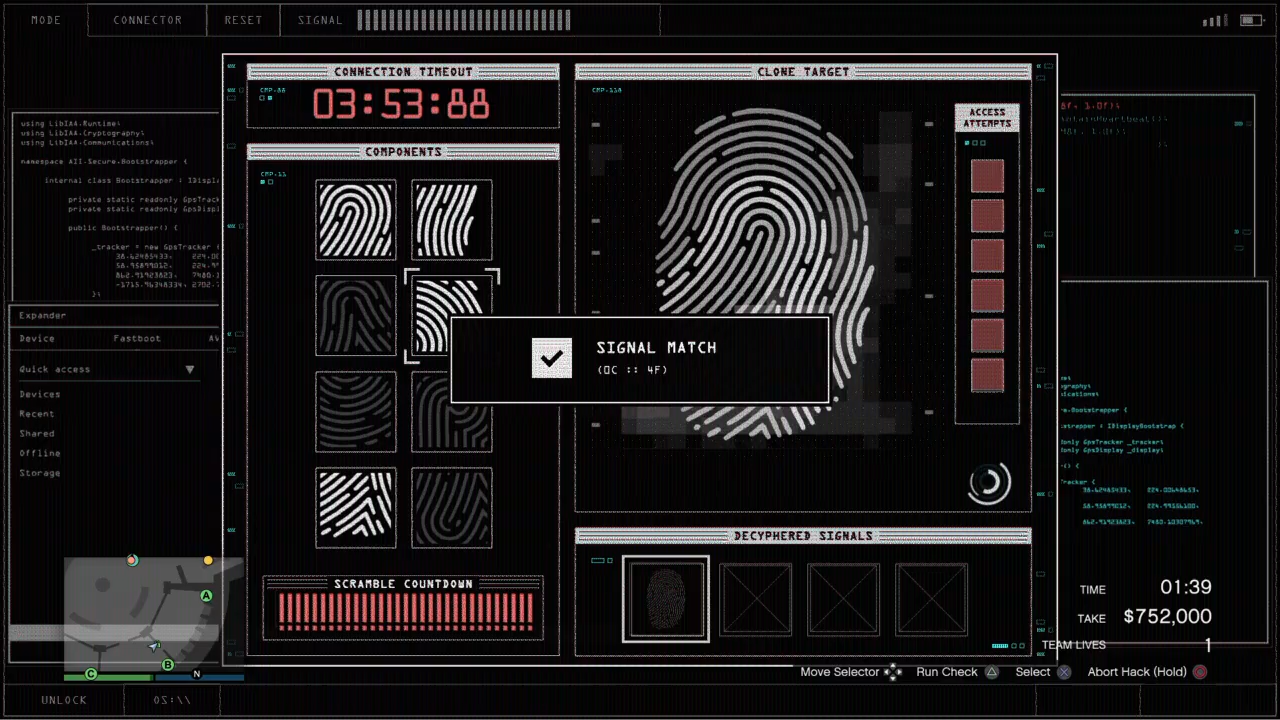 MODE
CONNECTOR
RESET
SIGNAL
CONNECTION TIMEOUT
03:53:88
CLONE TARGET
ACCESS
ATTEMPTS
COMPONENTS
using LibIAA.Runtime;
using LibIAA.Cryptography;
using LibIAA.Communications;
namespace AII-Secure.Bootstrapper {
internal class Bootstrapper : IDispl
private static readonly GpsTrack
private static readonly GpsDispl
public Bootstrapper() {
_tracker = new GpsTracker (
Expander
Device
Fastboot
Quick access
Devices
Recent
Shared
Offline
Storage
SIGNAL MATCH
(0C :: 4F)
SCRAMBLE COUNTDOWN
DECYPHERED SIGNALS
A
B
C
N
TIME 01:39
TAKE $752,000
TEAM LIVES 1
Move Selector
Run Check
Select
Abort Hack (Hold)
UNLOCK
OS:\\